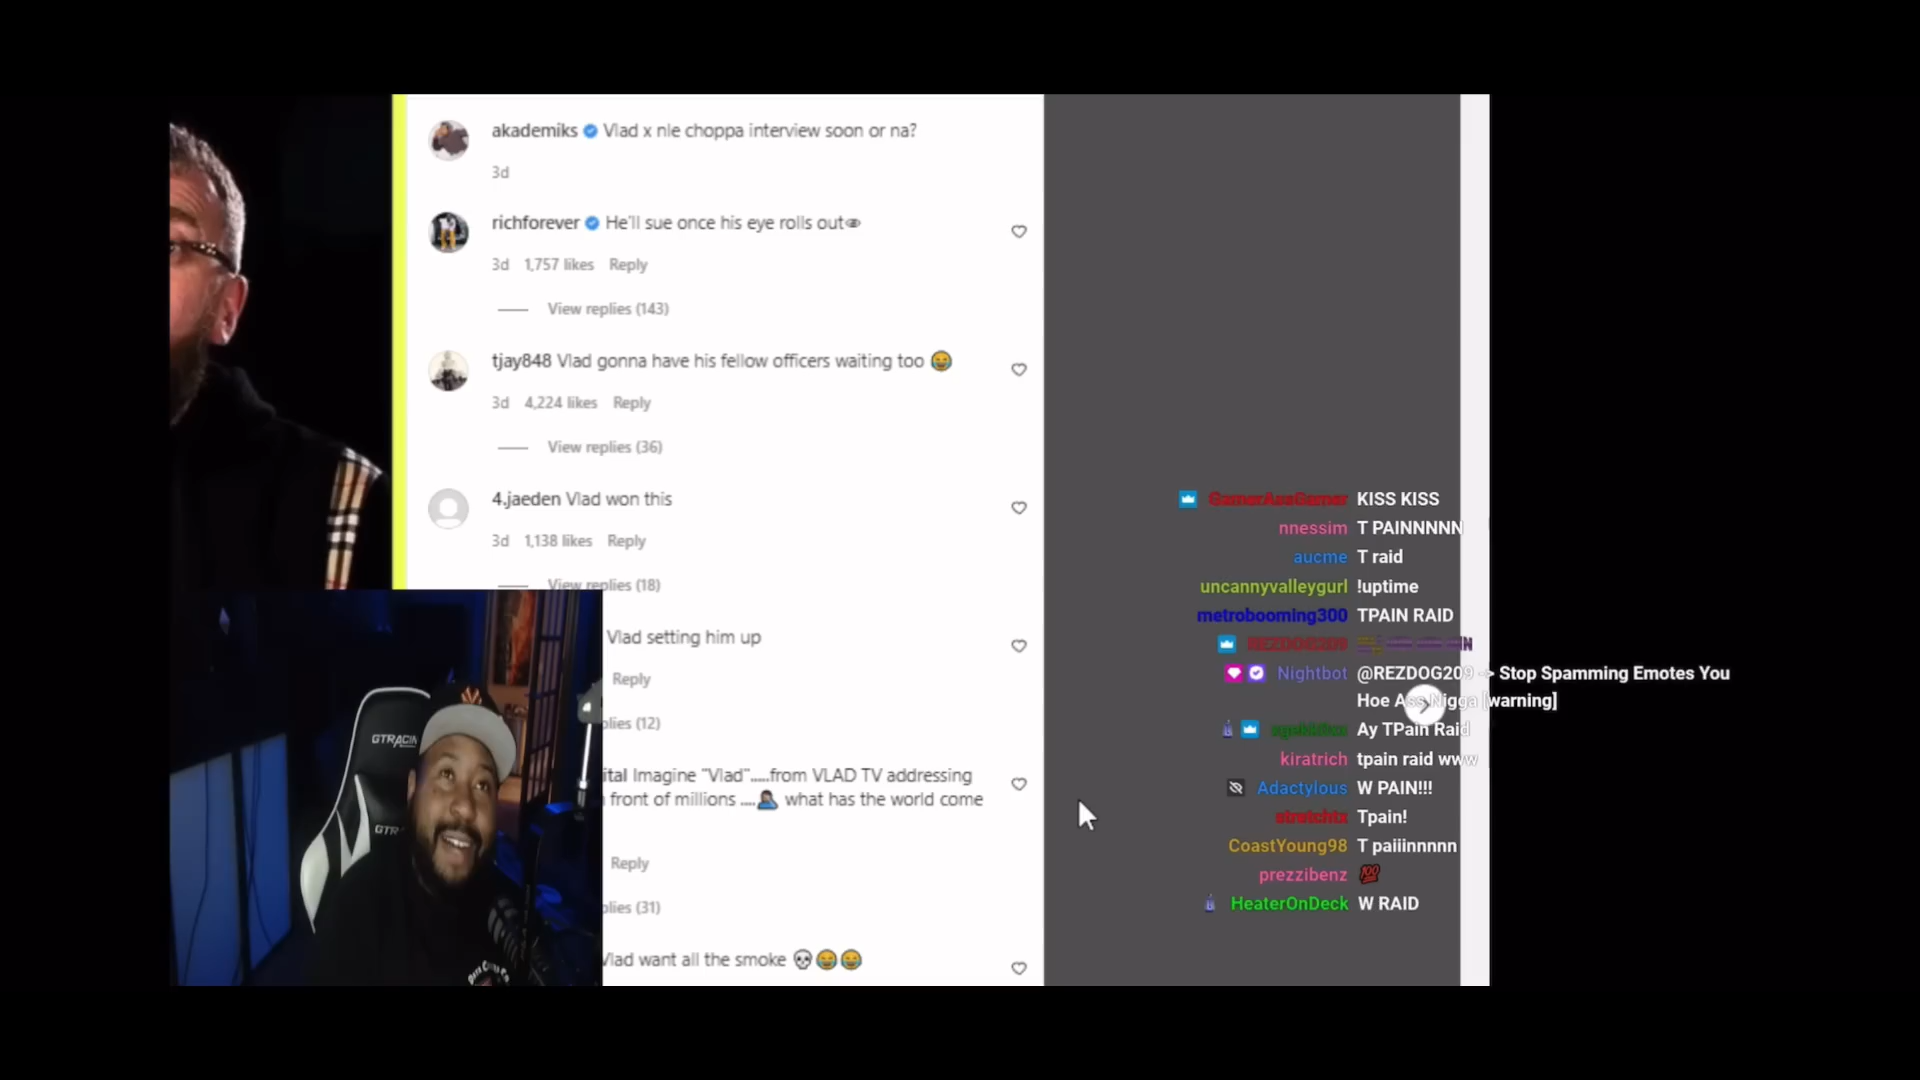 akademiks Vlad x nle choppa interview soon or na?
3d
richforever He'll sue once his eye rolls out👁
3d 1,757 likes Reply
View replies (143)
tjay848 Vlad gonna have his fellow officers waiting too 😂
3d 4,224 likes Reply
View replies (36)
4.jaeden Vlad won this
3d 1,138 likes Reply
View replies (18)
Vlad setting him up
Reply
plies (12)
ital Imagine "Vlad".....from VLAD TV addressing
front of millions ....🤦🏽‍♂️ what has the world come
Reply
plies (31)
Vlad want all the smoke 💀😂😂
GTRACIN
GTR
GamerAssGamer KISS KISS
nnessim T PAINNNNN
aucme T raid
uncannyvalleygurl !uptime
metrobooming300 TPAIN RAID
REZDOG209
Nightbot @REZDOG209 -> Stop Spamming Emotes You
Hoe Ass Nigga [warning]
Ay TPain Raid
kiratrich tpain raid www
Adactylous W PAIN!!!
stretchtx Tpain!
CoastYoung98 T paiiinnnnn
prezzibenz 💯
HeaterOnDeck W RAID